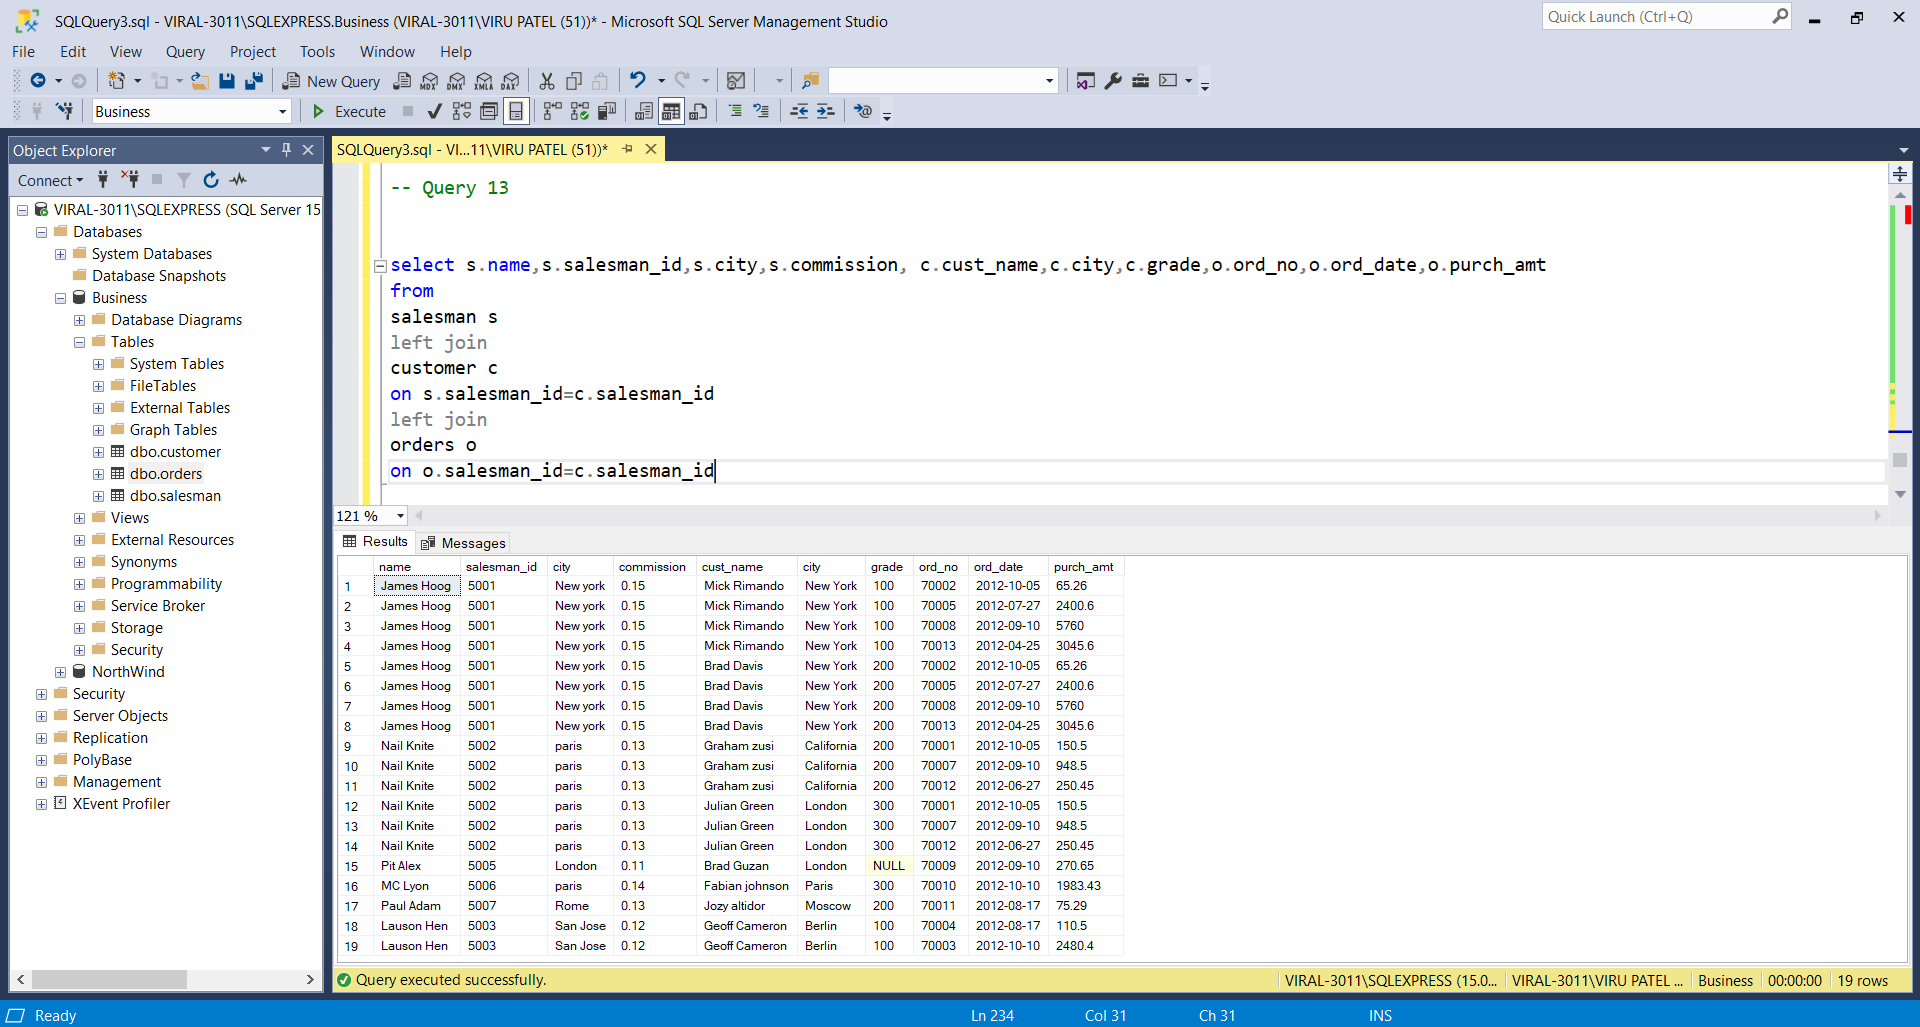 SQLQuery3.sql - VIRAL-3011\SQLEXPRESS.Business (VIRAL-3011\VIRU PATEL (51))* - Microsoft SQL Server Management Studio
Quick Launch (Ctrl+Q)
File Edit View Query Project Tools Window Help
New Query MDX DMX XMLA DAX
Business Execute
Object Explorer
Connect
VIRAL-3011\SQLEXPRESS (SQL Server 15
Databases
System Databases
Database Snapshots
Business
Database Diagrams
Tables
System Tables
FileTables
External Tables
Graph Tables
dbo.customer
dbo.orders
dbo.salesman
Views
External Resources
Synonyms
Programmability
Service Broker
Storage
Security
NorthWind
Security
Server Objects
Replication
PolyBase
Management
XEvent Profiler
SQLQuery3.sql - VI...11\VIRU PATEL (51))*
-- Query 13
select s.name,s.salesman_id,s.city,s.commission, c.cust_name,c.city,c.grade,o.ord_no,o.ord_date,o.purch_amt
from
salesman s
left join
customer c
on s.salesman_id=c.salesman_id
left join
orders o
on o.salesman_id=c.salesman_id
121 %
Results Messages
name salesman_id city commission cust_name city grade ord_no ord_date purch_amt
1 James Hoog 5001 New york 0.15 Mick Rimando New York 100 70002 2012-10-05 65.26
2 James Hoog 5001 New york 0.15 Mick Rimando New York 100 70005 2012-07-27 2400.6
3 James Hoog 5001 New york 0.15 Mick Rimando New York 100 70008 2012-09-10 5760
4 James Hoog 5001 New york 0.15 Mick Rimando New York 100 70013 2012-04-25 3045.6
5 James Hoog 5001 New york 0.15 Brad Davis New York 200 70002 2012-10-05 65.26
6 James Hoog 5001 New york 0.15 Brad Davis New York 200 70005 2012-07-27 2400.6
7 James Hoog 5001 New york 0.15 Brad Davis New York 200 70008 2012-09-10 5760
8 James Hoog 5001 New york 0.15 Brad Davis New York 200 70013 2012-04-25 3045.6
9 Nail Knite 5002 paris 0.13 Graham zusi California 200 70001 2012-10-05 150.5
10 Nail Knite 5002 paris 0.13 Graham zusi California 200 70007 2012-09-10 948.5
11 Nail Knite 5002 paris 0.13 Graham zusi California 200 70012 2012-06-27 250.45
12 Nail Knite 5002 paris 0.13 Julian Green London 300 70001 2012-10-05 150.5
13 Nail Knite 5002 paris 0.13 Julian Green London 300 70007 2012-09-10 948.5
14 Nail Knite 5002 paris 0.13 Julian Green London 300 70012 2012-06-27 250.45
15 Pit Alex 5005 London 0.11 Brad Guzan London NULL 70009 2012-09-10 270.65
16 MC Lyon 5006 paris 0.14 Fabian johnson Paris 300 70010 2012-10-10 1983.43
17 Paul Adam 5007 Rome 0.13 Jozy altidor Moscow 200 70011 2012-08-17 75.29
18 Lauson Hen 5003 San Jose 0.12 Geoff Cameron Berlin 100 70004 2012-08-17 110.5
19 Lauson Hen 5003 San Jose 0.12 Geoff Cameron Berlin 100 70003 2012-10-10 2480.4
Query executed successfully. VIRAL-3011\SQLEXPRESS (15.0... VIRAL-3011\VIRU PATEL ... Business 00:00:00 19 rows
Ready Ln 234 Col 31 Ch 31 INS